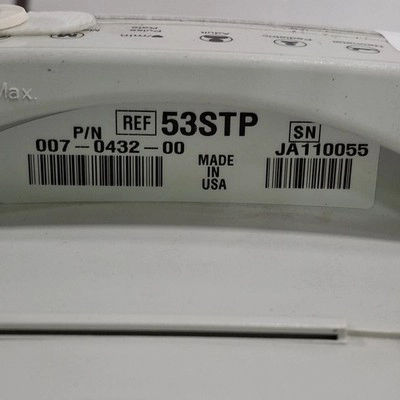 Max.
P/N REF 53STP SN
007-0432-00 JA110055
MADE
IN
USA